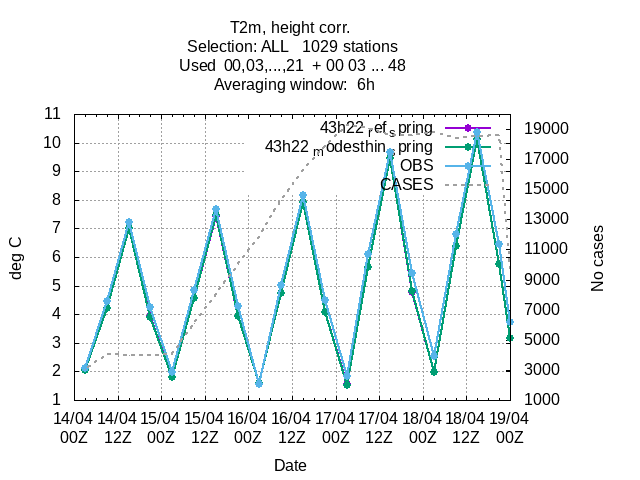 T2m, height corr.
Selection: ALL   1029 stations
Used  00,03,...,21  + 00 03 ... 48
Averaging window:  6h
43h22 ref spring
43h22 modesthin spring
OBS
CASES
11
10
9
8
7
6
5
4
3
2
1
19000
17000
15000
13000
11000
9000
7000
5000
3000
1000
deg C
No cases
14/04 14/04 15/04 15/04 16/04 16/04 17/04 17/04 18/04 18/04 19/04
00Z 12Z 00Z 12Z 00Z 12Z 00Z 12Z 00Z 12Z 00Z
Date